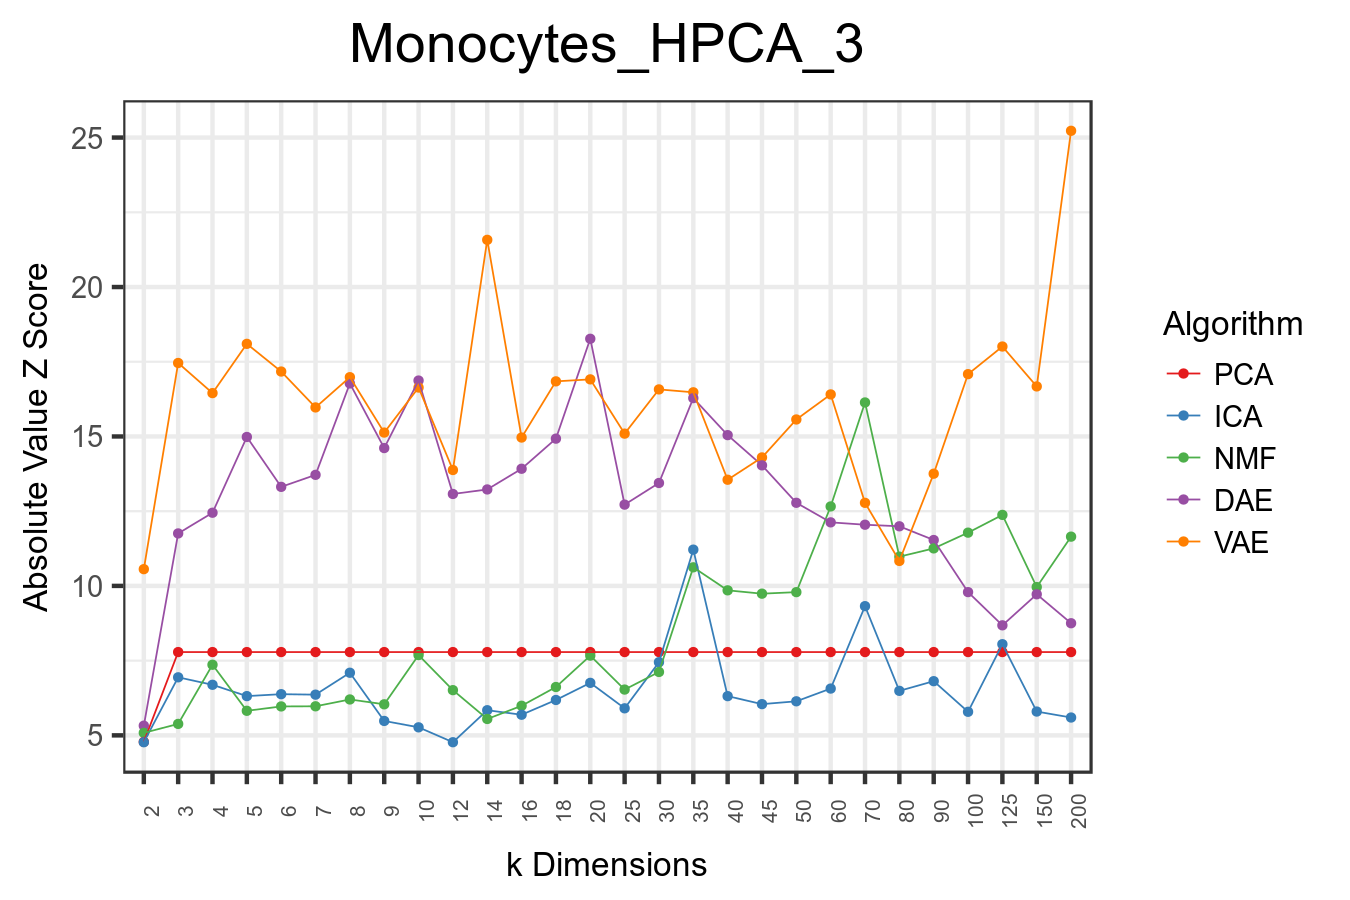 Monocytes_HPCA_3
Absolute Value Z Score
25
20
15
10
5
2 3 4 5 6 7 8 9 10 12 14 16 18 20 25 30 35 40 45 50 60 70 80 90 100 125 150 200
k Dimensions
Algorithm
PCA
ICA
NMF
DAE
VAE